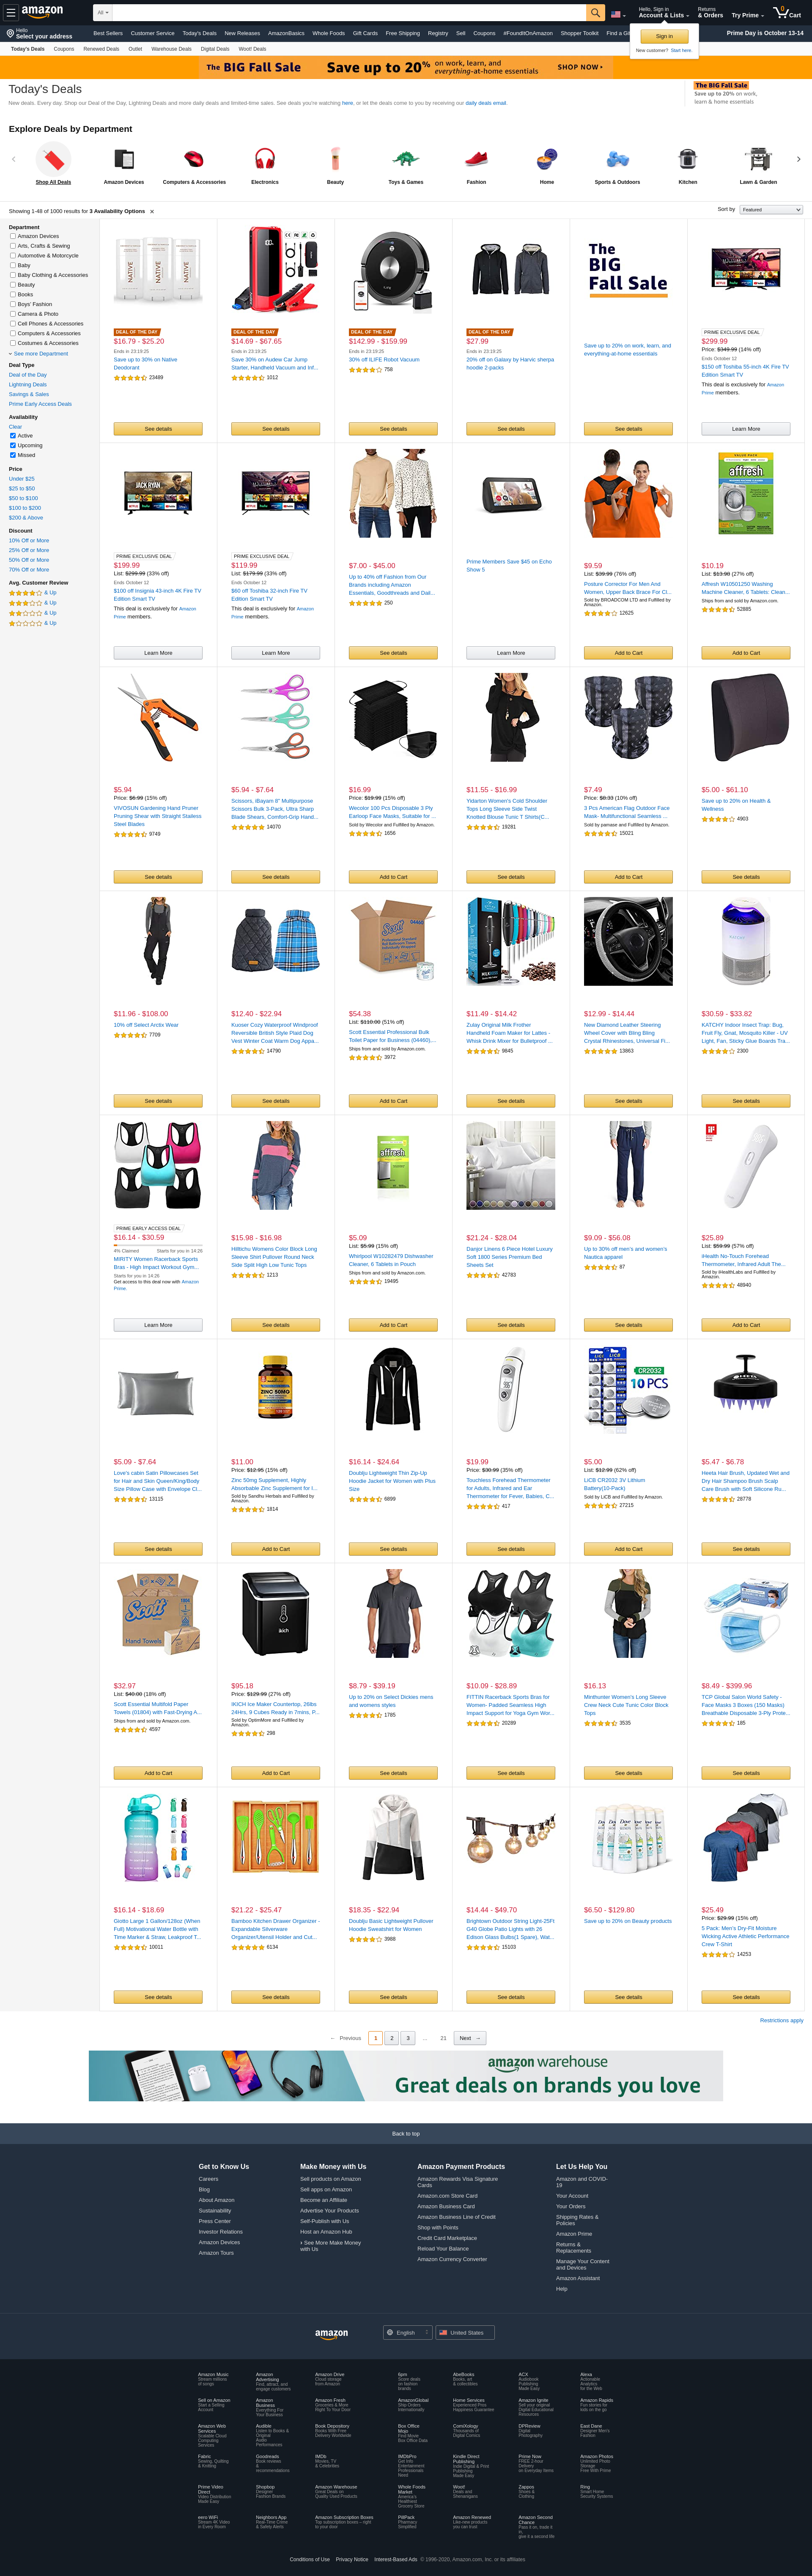 amazon
All
Hello, Sign in
Account & Lists
Returns
& Orders
Try Prime
0
Cart
Hello
Select your address
Best Sellers
Customer Service
Today's Deals
New Releases
AmazonBasics
Whole Foods
Gift Cards
Free Shipping
Registry
Sell
Coupons
#FoundItOnAmazon
Shopper Toolkit
Find a Gi
Prime Day is October 13-14
Sign in
New customer? Start here.
Today's Deals
Coupons
Renewed Deals
Outlet
Warehouse Deals
Digital Deals
Woot! Deals
The BIG Fall Sale
Save up to 20%
on work, learn, and
everything-at-home essentials
SHOP NOW ›
Today's Deals
New deals. Every day. Shop our Deal of the Day, Lightning Deals and more daily deals and limited-time sales. See deals you're watching here. or let the deals come to you by receiving our daily deals email.
The BIG Fall Sale
Save up to 20% on work,
learn & home essentials
Explore Deals by Department
Shop All Deals
Amazon Devices
Computers & Accessories
Electronics
Beauty
Toys & Games
Fashion
Home
Sports & Outdoors
Kitchen
Lawn & Garden
Showing 1-48 of 1000 results for 3 Availability Options
Sort by
Featured
Department
Amazon Devices
Arts, Crafts & Sewing
Automotive & Motorcycle
Baby
Baby Clothing & Accessories
Beauty
Books
Boys' Fashion
Camera & Photo
Cell Phones & Accessories
Computers & Accessories
Costumes & Accessories
See more Department
Deal Type
Deal of the Day
Lightning Deals
Savings & Sales
Prime Early Access Deals
Availability
Clear
Active
Upcoming
Missed
Price
Under $25
$25 to $50
$50 to $100
$100 to $200
$200 & Above
Discount
10% Off or More
25% Off or More
50% Off or More
70% Off or More
Avg. Customer Review
& Up
& Up
& Up
& Up
DEAL OF THE DAY
$16.79 - $25.20
Ends in 23:19:25
Save up to 30% on Native
Deodorant
23489
See details
DEAL OF THE DAY
$14.69 - $67.65
Ends in 23:19:25
Save 30% on Audew Car Jump
Starter, Handheld Vacuum and Inf...
1012
See details
DEAL OF THE DAY
$142.99 - $159.99
Ends in 23:19:25
30% off ILIFE Robot Vacuum
758
See details
DEAL OF THE DAY
$27.99
Ends in 23:19:25
20% off on Galaxy by Harvic sherpa
hoodie 2-packs
See details
The
BIG
Fall Sale
Save up to 20% on work, learn, and
everything-at-home essentials
See details
PRIME EXCLUSIVE DEAL
$299.99
Price: $349.99 (14% off)
Ends October 12
$150 off Toshiba 55-inch 4K Fire TV
Edition Smart TV
This deal is exclusively for Amazon
Prime members.
Learn More
JACK RYAN
PRIME EXCLUSIVE DEAL
$199.99
List: $299.99 (33% off)
Ends October 12
$100 off Insignia 43-inch 4K Fire TV
Edition Smart TV
This deal is exclusively for Amazon
Prime members.
Learn More
PRIME EXCLUSIVE DEAL
$119.99
List: $179.99 (33% off)
Ends October 12
$60 off Toshiba 32-inch Fire TV
Edition Smart TV
This deal is exclusively for Amazon
Prime members.
Learn More
$7.00 - $45.00
Up to 40% off Fashion from Our
Brands including Amazon
Essentials, Goodthreads and Dail...
250
See details
Prime Members Save $45 on Echo
Show 5
Learn More
$9.59
List: $39.99 (76% off)
Posture Corrector For Men And
Women, Upper Back Brace For Cl...
Sold by BROADCOM LTD and Fulfilled by
Amazon.
12625
Add to Cart
affresh
$10.19
List: $13.98 (27% off)
Affresh W10501250 Washing
Machine Cleaner, 6 Tablets: Clean...
Ships from and sold by Amazon.com.
52885
Add to Cart
$5.94
Price: $6.99 (15% off)
VIVOSUN Gardening Hand Pruner
Pruning Shear with Straight Stailess
Steel Blades
9749
See details
$5.94 - $7.64
Scissors, iBayam 8" Multipurpose
Scissors Bulk 3-Pack, Ultra Sharp
Blade Shears, Comfort-Grip Hand...
14070
See details
$16.99
Price: $19.99 (15% off)
Wecolor 100 Pcs Disposable 3 Ply
Earloop Face Masks, Suitable for ...
Sold by Wecolor and Fulfilled by Amazon.
1656
Add to Cart
$11.55 - $16.99
Yidarton Women's Cold Shoulder
Tops Long Sleeve Side Twist
Knotted Blouse Tunic T Shirts(C...
19281
See details
$7.49
Price: $8.33 (10% off)
3 Pcs American Flag Outdoor Face
Mask- Multifunctional Seamless ...
Sold by pamase and Fulfilled by Amazon.
15021
Add to Cart
$5.00 - $61.10
Save up to 20% on Health &
Wellness
4903
See details
$11.96 - $108.00
10% off Select Arctix Wear
7709
See details
$12.40 - $22.94
Kuoser Cozy Waterproof Windproof
Reversible British Style Plaid Dog
Vest Winter Coat Warm Dog Appa...
14790
See details
Scott
$54.38
List: $110.00 (51% off)
Scott Essential Professional Bulk
Toilet Paper for Business (04460),...
Ships from and sold by Amazon.com.
3972
Add to Cart
$11.49 - $14.42
Zulay Original Milk Frother
Handheld Foam Maker for Lattes -
Whisk Drink Mixer for Bulletproof ...
9845
See details
$12.99 - $14.44
New Diamond Leather Steering
Wheel Cover with Bling Bling
Crystal Rhinestones, Universal Fi...
13863
See details
$30.59 - $33.82
KATCHY Indoor Insect Trap: Bug,
Fruit Fly, Gnat, Mosquito Killer - UV
Light, Fan, Sticky Glue Boards Tra...
2300
See details
PRIME EARLY ACCESS DEAL
$16.14 - $30.59
4% Claimed
Starts for you in 14:26
MIRITY Women Racerback Sports
Bras - High Impact Workout Gym...
Starts for you in 14:26
Get access to this deal now with Amazon
Prime.
Learn More
$15.98 - $16.98
Hilltichu Womens Color Block Long
Sleeve Shirt Pullover Round Neck
Side Split High Low Tunic Tops
1213
See details
affresh
$5.09
List: $5.99 (15% off)
Whirlpool W10282479 Dishwasher
Cleaner, 6 Tablets in Pouch
Ships from and sold by Amazon.com.
19495
Add to Cart
$21.24 - $28.04
Danjor Linens 6 Piece Hotel Luxury
Soft 1800 Series Premium Bed
Sheets Set
42783
See details
$9.09 - $56.08
Up to 30% off men's and women's
Nautica apparel
87
See details
$25.89
List: $59.99 (57% off)
iHealth No-Touch Forehead
Thermometer, Infrared Adult The...
Sold by iHealthLabs and Fulfilled by
Amazon.
46940
Add to Cart
$5.09 - $7.64
Love's cabin Satin Pillowcases Set
for Hair and Skin Queen/King/Body
Size Pillow Case with Envelope Cl...
13115
See details
ZINC 50MG
$11.00
Price: $12.95 (15% off)
Zinc 50mg Supplement, Highly
Absorbable Zinc Supplement for I...
Sold by Sandhu Herbals and Fulfilled by
Amazon.
1814
Add to Cart
$16.14 - $24.64
Doublju Lightweight Thin Zip-Up
Hoodie Jacket for Women with Plus
Size
6899
See details
$19.99
Price: $30.99 (35% off)
Touchless Forehead Thermometer
for Adults, Infrared and Ear
Thermometer for Fever, Babies, C...
417
See details
CR2032
10 PCS
$5.00
List: $12.99 (62% off)
LiCB CR2032 3V Lithium
Battery(10-Pack)
Sold by LiCB and Fulfilled by Amazon.
27215
Add to Cart
$5.47 - $6.78
Heeta Hair Brush, Updated Wet and
Dry Hair Shampoo Brush Scalp
Care Brush with Soft Silicone Ru...
28778
See details
Scott
Hand Towels
$32.97
List: $40.00 (18% off)
Scott Essential Multifold Paper
Towels (01804) with Fast-Drying A...
Ships from and sold by Amazon.com.
4597
Add to Cart
ikich
$95.18
Price: $129.99 (27% off)
IKICH Ice Maker Countertop, 26lbs
24Hrs, 9 Cubes Ready in 7mins, P...
Sold by OptimMore and Fulfilled by
Amazon.
298
Add to Cart
$8.79 - $39.19
Up to 20% on Select Dickies mens
and womens styles
1785
See details
$10.09 - $28.89
FITTIN Racerback Sports Bras for
Women- Padded Seamless High
Impact Support for Yoga Gym Wor...
20289
See details
$16.13
Minthunter Women's Long Sleeve
Crew Neck Cute Tunic Color Block
Tops
3535
See details
$8.49 - $399.96
TCP Global Salon World Safety -
Face Masks 3 Boxes (150 Masks)
Breathable Disposable 3-Ply Prote...
185
See details
$16.14 - $18.69
Giotto Large 1 Gallon/128oz (When
Full) Motivational Water Bottle with
Time Marker & Straw, Leakproof T...
10011
See details
$21.22 - $25.47
Bamboo Kitchen Drawer Organizer -
Expandable Silverware
Organizer/Utensil Holder and Cut...
6134
See details
$18.35 - $22.94
Doublju Basic Lightweight Pullover
Hoodie Sweatshirt for Women
3988
See details
$14.44 - $49.70
Brightown Outdoor String Light-25Ft
G40 Globe Patio Lights with 26
Edison Glass Bulbs(1 Spare), Wat...
15103
See details
$6.50 - $129.80
Save up to 20% on Beauty products
See details
$25.49
Price: $29.99 (15% off)
5 Pack: Men's Dry-Fit Moisture
Wicking Active Athletic Performance
Crew T-Shirt
14253
See details
Restrictions apply
← Previous 1 2 3 ... 21 Next →
amazon warehouse
Great deals on brands you love
Back to top
Get to Know Us
Careers
Blog
About Amazon
Sustainability
Press Center
Investor Relations
Amazon Devices
Amazon Tours
Make Money with Us
Sell products on Amazon
Sell apps on Amazon
Become an Affiliate
Advertise Your Products
Self-Publish with Us
Host an Amazon Hub
› See More Make Money
with Us
Amazon Payment Products
Amazon Rewards Visa Signature
Cards
Amazon.com Store Card
Amazon Business Card
Amazon Business Line of Credit
Shop with Points
Credit Card Marketplace
Reload Your Balance
Amazon Currency Converter
Let Us Help You
Amazon and COVID-
19
Your Account
Your Orders
Shipping Rates &
Policies
Amazon Prime
Returns &
Replacements
Manage Your Content
and Devices
Amazon Assistant
Help
amazon
English
United States
Amazon Music
Stream millions
of songs
Amazon
Advertising
Find, attract, and
engage customers
Amazon Drive
Cloud storage
from Amazon
6pm
Score deals
on fashion
brands
AbeBooks
Books, art
& collectibles
ACX
Audiobook
Publishing
Made Easy
Alexa
Actionable
Analytics
for the Web
Sell on Amazon
Start a Selling
Account
Amazon
Business
Everything For
Your Business
Amazon Fresh
Groceries & More
Right To Your Door
AmazonGlobal
Ship Orders
Internationally
Home Services
Experienced Pros
Happiness Guarantee
Amazon Ignite
Sell your original
Digital Educational
Resources
Amazon Rapids
Fun stories for
kids on the go
Amazon Web
Services
Scalable Cloud
Computing
Services
Audible
Listen to Books &
Original
Audio
Performances
Book Depository
Books With Free
Delivery Worldwide
Box Office
Mojo
Find Movie
Box Office Data
ComiXology
Thousands of
Digital Comics
DPReview
Digital
Photography
East Dane
Designer Men's
Fashion
Fabric
Sewing, Quilting
& Knitting
Goodreads
Book reviews
&
recommendations
IMDb
Movies, TV
& Celebrities
IMDbPro
Get Info
Entertainment
Professionals
Need
Kindle Direct
Publishing
Indie Digital & Print
Publishing
Made Easy
Prime Now
FREE 2-hour
Delivery
on Everyday Items
Amazon Photos
Unlimited Photo
Storage
Free With Prime
Prime Video
Direct
Video Distribution
Made Easy
Shopbop
Designer
Fashion Brands
Amazon Warehouse
Great Deals on
Quality Used Products
Whole Foods
Market
America's
Healthiest
Grocery Store
Woot!
Deals and
Shenanigans
Zappos
Shoes &
Clothing
Ring
Smart Home
Security Systems
eero WiFi
Stream 4K Video
in Every Room
Neighbors App
Real-Time Crime
& Safety Alerts
Amazon Subscription Boxes
Top subscription boxes – right
to your door
PillPack
Pharmacy
Simplified
Amazon Renewed
Like-new products
you can trust
Amazon Second
Chance
Pass it on, trade it
in,
give it a second life
Conditions of Use
Privacy Notice
Interest-Based Ads
© 1996-2020, Amazon.com, Inc. or its affiliates